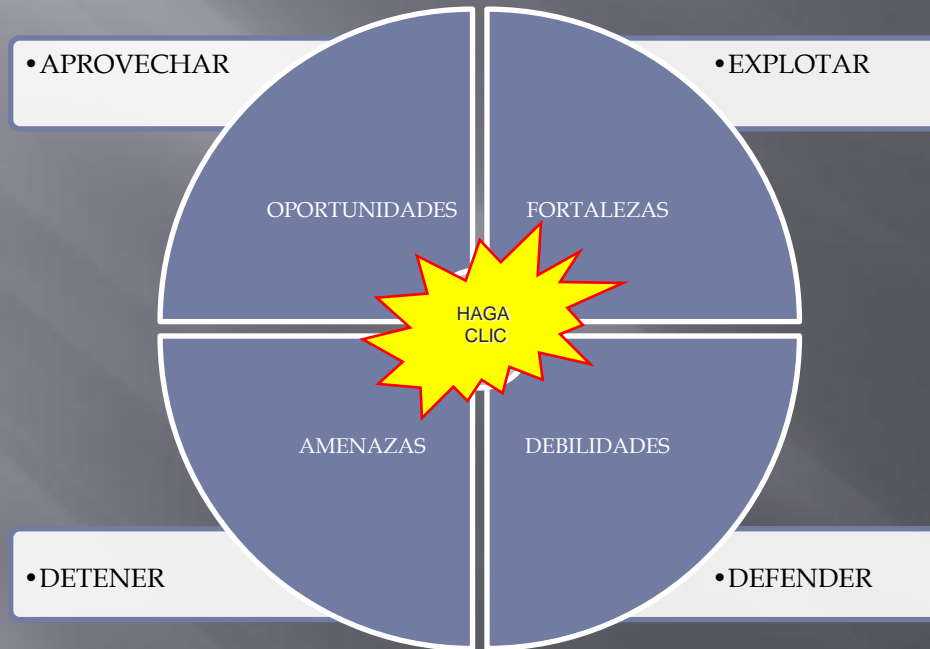 •APROVECHAR
•EXPLOTAR
OPORTUNIDADES
FORTALEZAS
HAGA
CLIC
AMENAZAS
DEBILIDADES
•DETENER
•DEFENDER